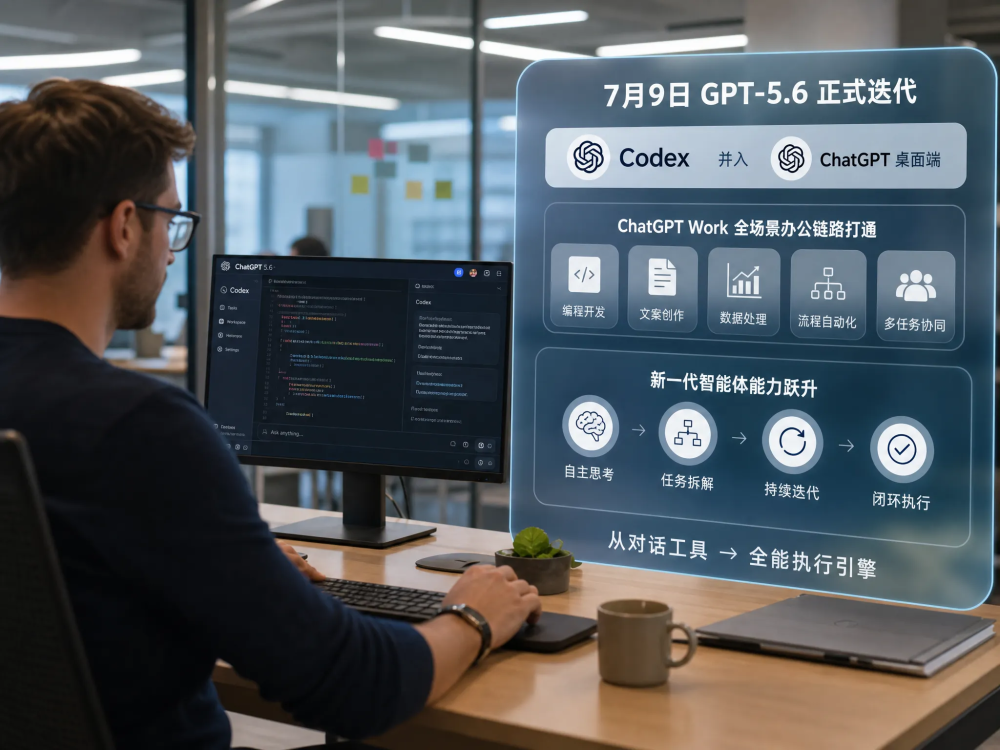 7月9日 GPT-5.6 正式迭代
Codex 并入 ChatGPT 桌面端
ChatGPT Work 全场景办公链路打通
编程开发
文案创作
数据处理
流程自动化
多任务协同
新一代智能体能力跃升
自主思考
任务拆解
持续迭代
闭环执行
从对话工具 → 全能执行引擎
ChatGPT 5.6
Codex
Settings
Codex
Ask anything...